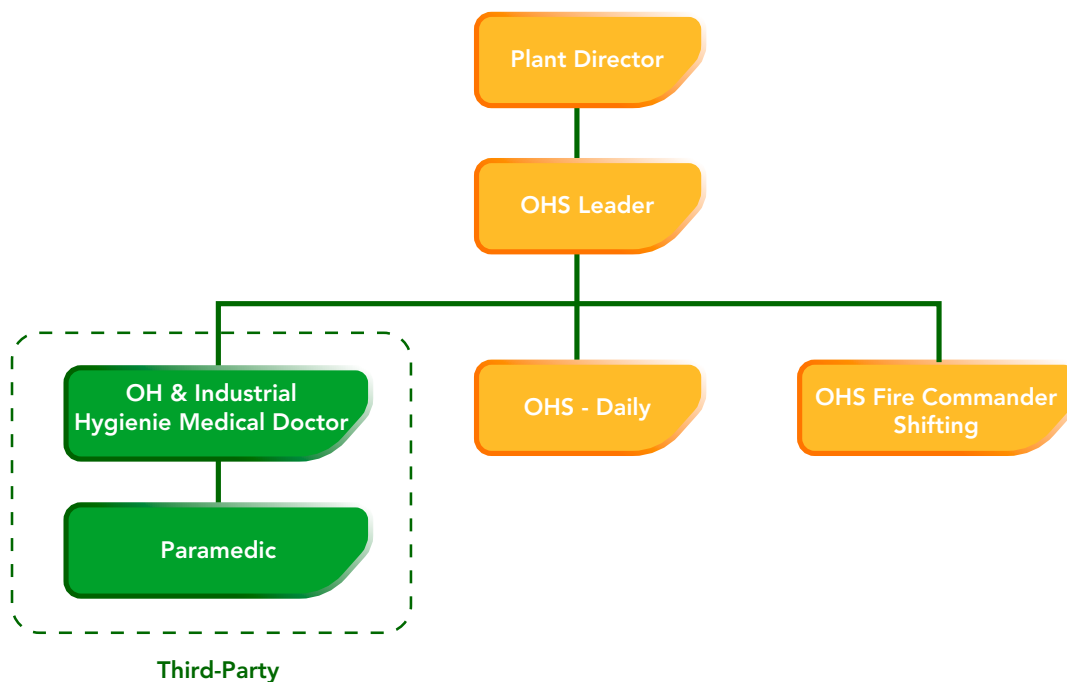 Plant Director
OHS Leader
OH & Industrial
Hygienie Medical Doctor
OHS - Daily
OHS Fire Commander
Shifting
Paramedic
Third-Party